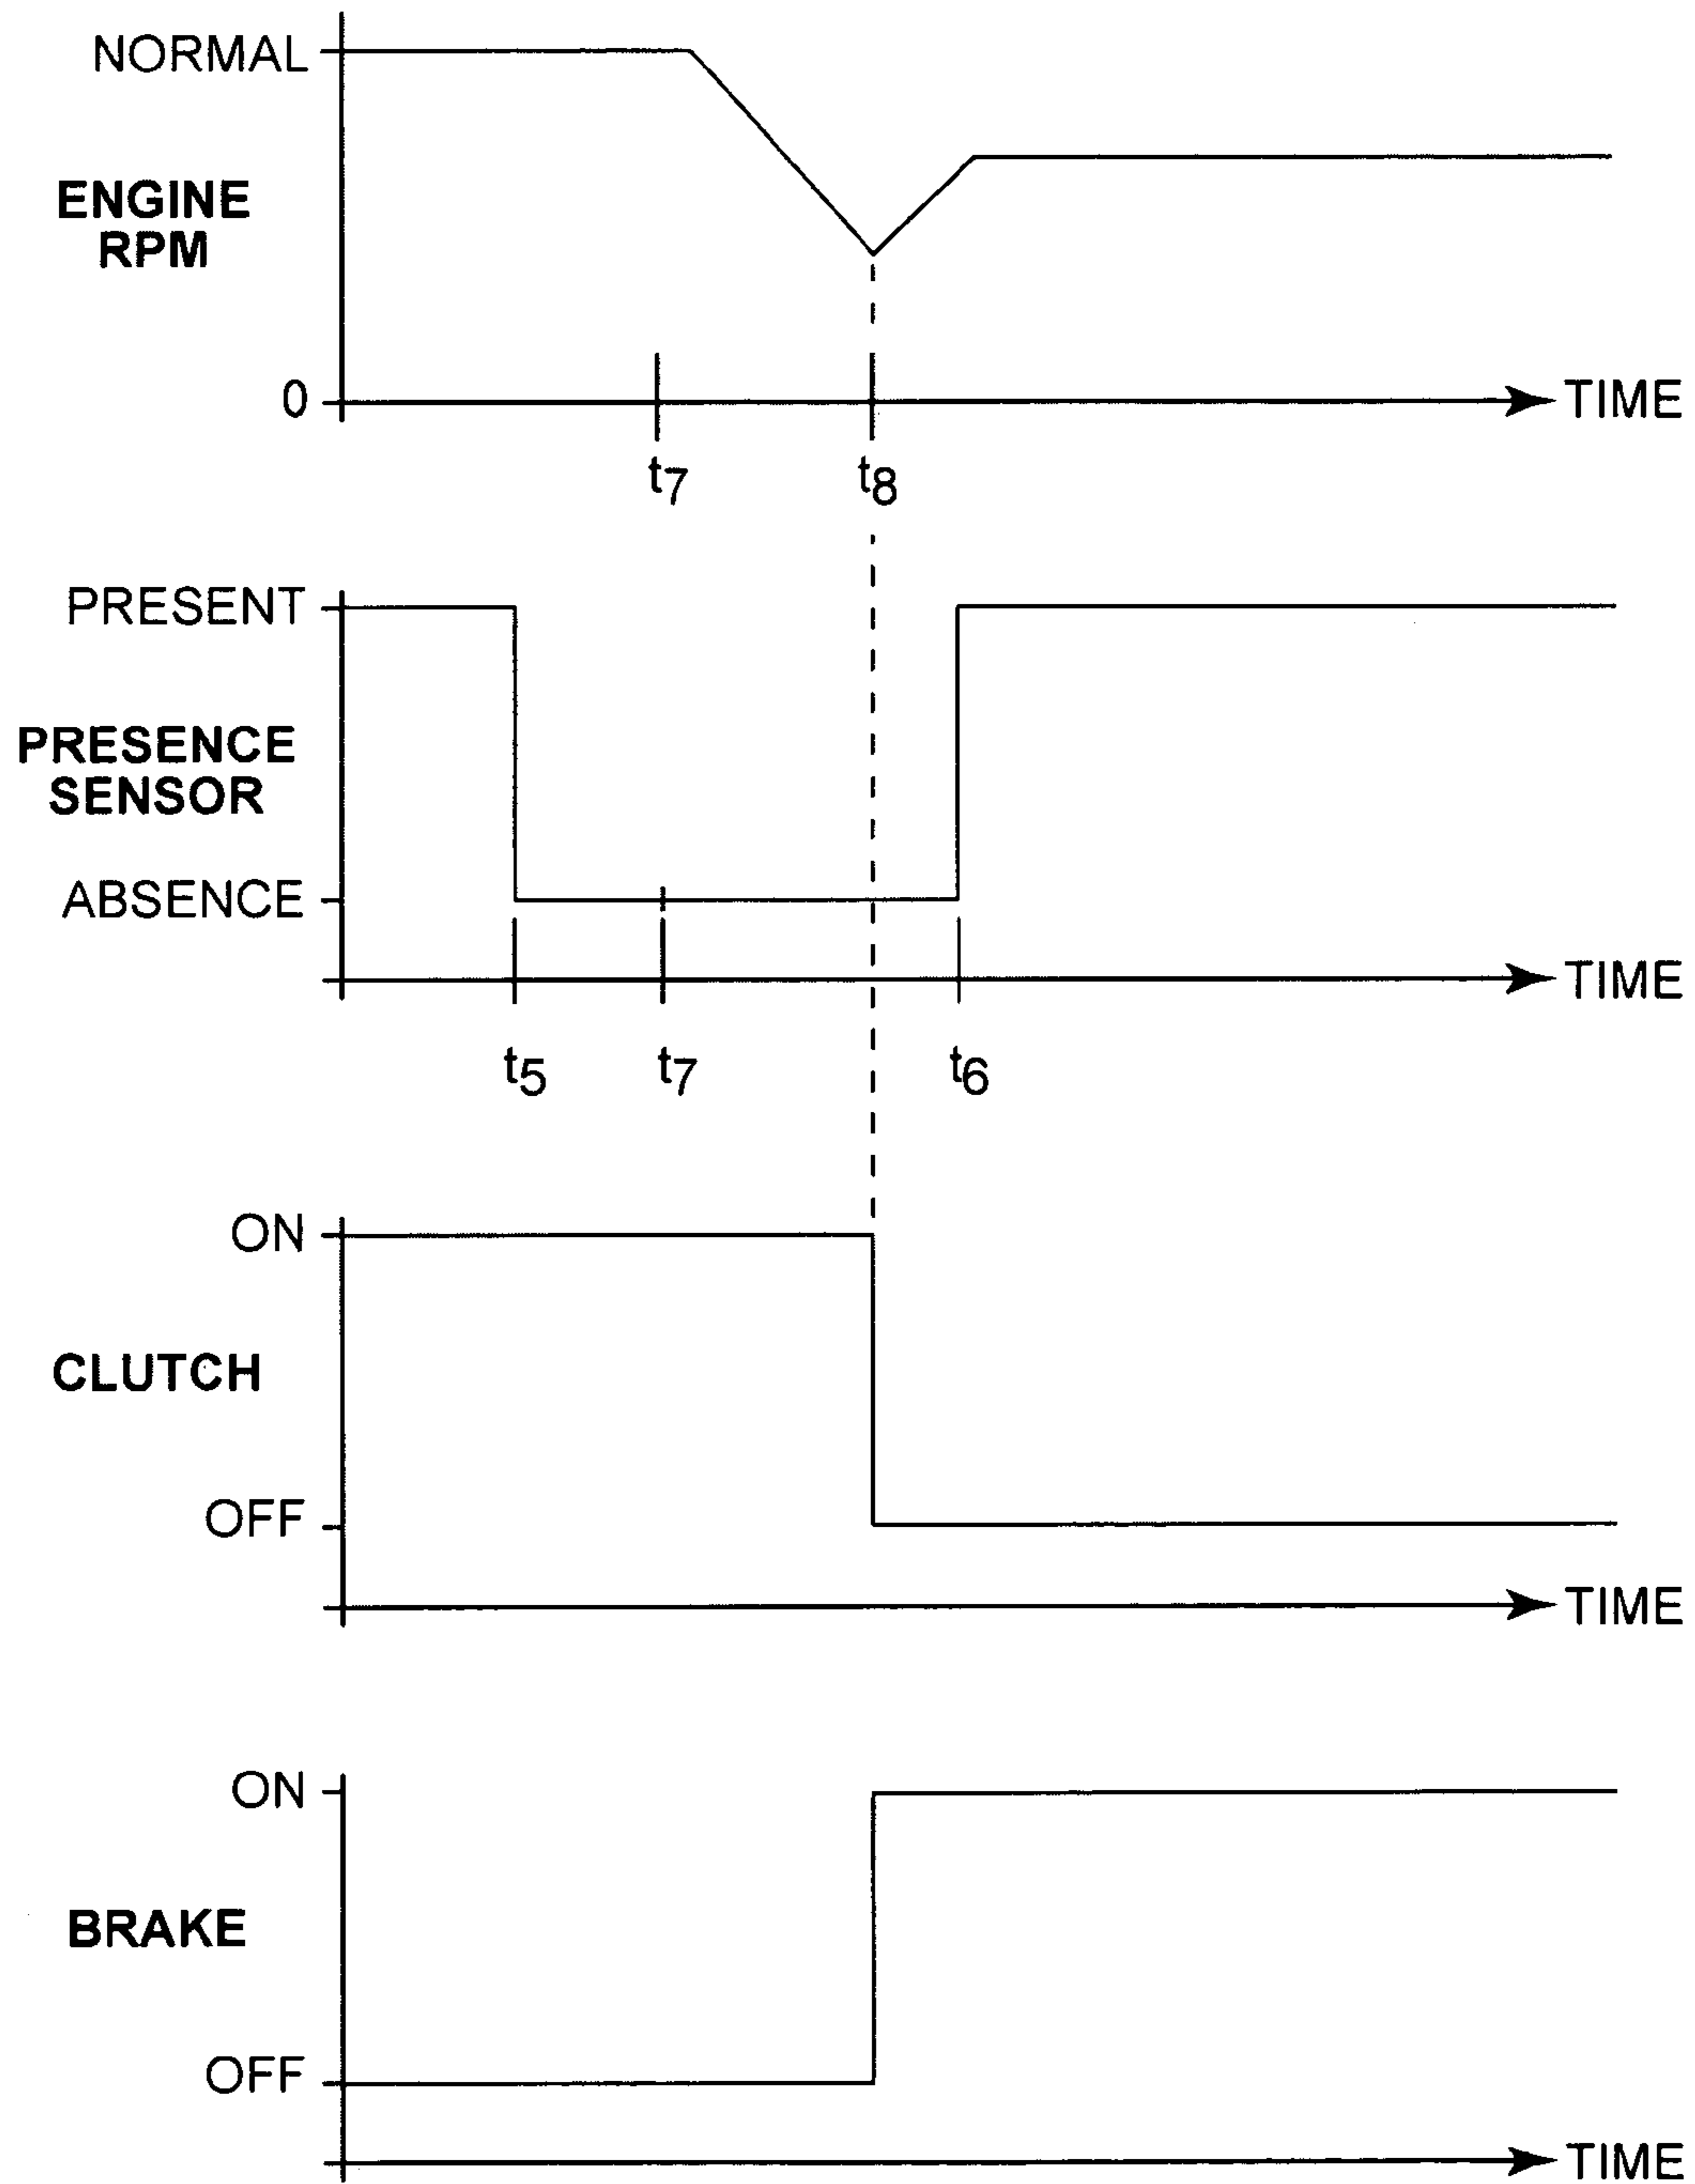 NORMAL
ENGINE
RPM
0
TIME
t7
t8
PRESENT
PRESENCE
SENSOR
ABSENCE
TIME
t5
t7
t6
ON
CLUTCH
OFF
TIME
ON
BRAKE
OFF
TIME